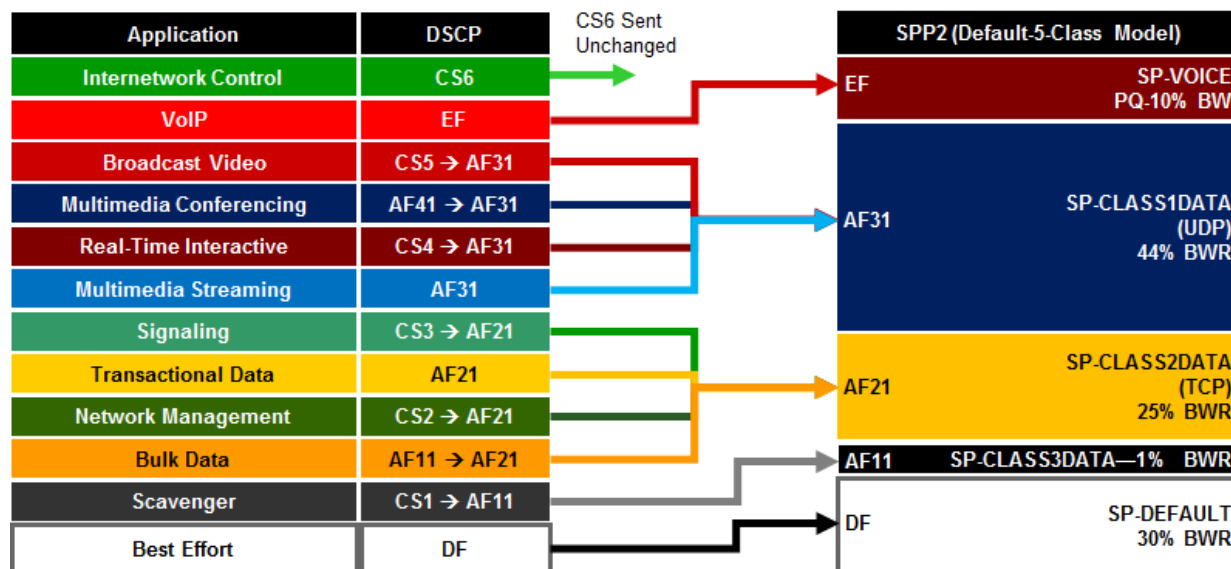 Application DSCP
CS6 Sent
Unchanged
SPP2 (Default-5-Class Model)
Internetwork Control CS6
VoIP EF
Broadcast Video CS5 → AF31
Multimedia Conferencing AF41 → AF31
Real-Time Interactive CS4 → AF31
Multimedia Streaming AF31
Signaling CS3 → AF21
Transactional Data AF21
Network Management CS2 → AF21
Bulk Data AF11 → AF21
Scavenger CS1 → AF11
Best Effort DF
EF SP-VOICE
PQ-10% BW
AF31 SP-CLASS1DATA
(UDP)
44% BWR
AF21 SP-CLASS2DATA
(TCP)
25% BWR
AF11 SP-CLASS3DATA—1% BWR
DF SP-DEFAULT
30% BWR